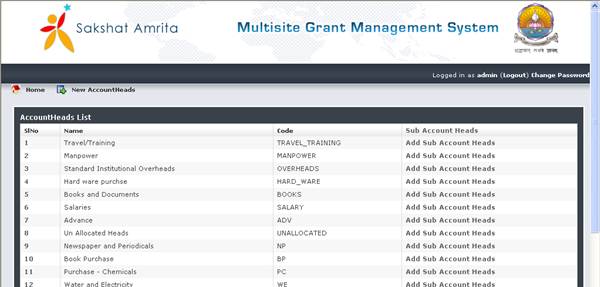 Sakshat Amrita
Multisite Grant Management System
Logged in as admin (Logout) Change Password
Home New AccountHeads
AccountHeads List
SlNo Name Code Sub Account Heads
1 Travel/Training TRAVEL_TRAINING Add Sub Account Heads
2 Manpower MANPOWER Add Sub Account Heads
3 Standard Institutional Overheads OVERHEADS Add Sub Account Heads
4 Hard ware purchse HARD_WARE Add Sub Account Heads
5 Books and Documents BOOKS Add Sub Account Heads
6 Salaries SALARY Add Sub Account Heads
7 Advance ADV Add Sub Account Heads
8 Un Allocated Heads UNALLOCATED Add Sub Account Heads
9 Newspaper and Periodicals NP Add Sub Account Heads
10 Book Purchase BP Add Sub Account Heads
11 Purchase - Chemicals PC Add Sub Account Heads
12 Water and Electricity WE Add Sub Account Heads